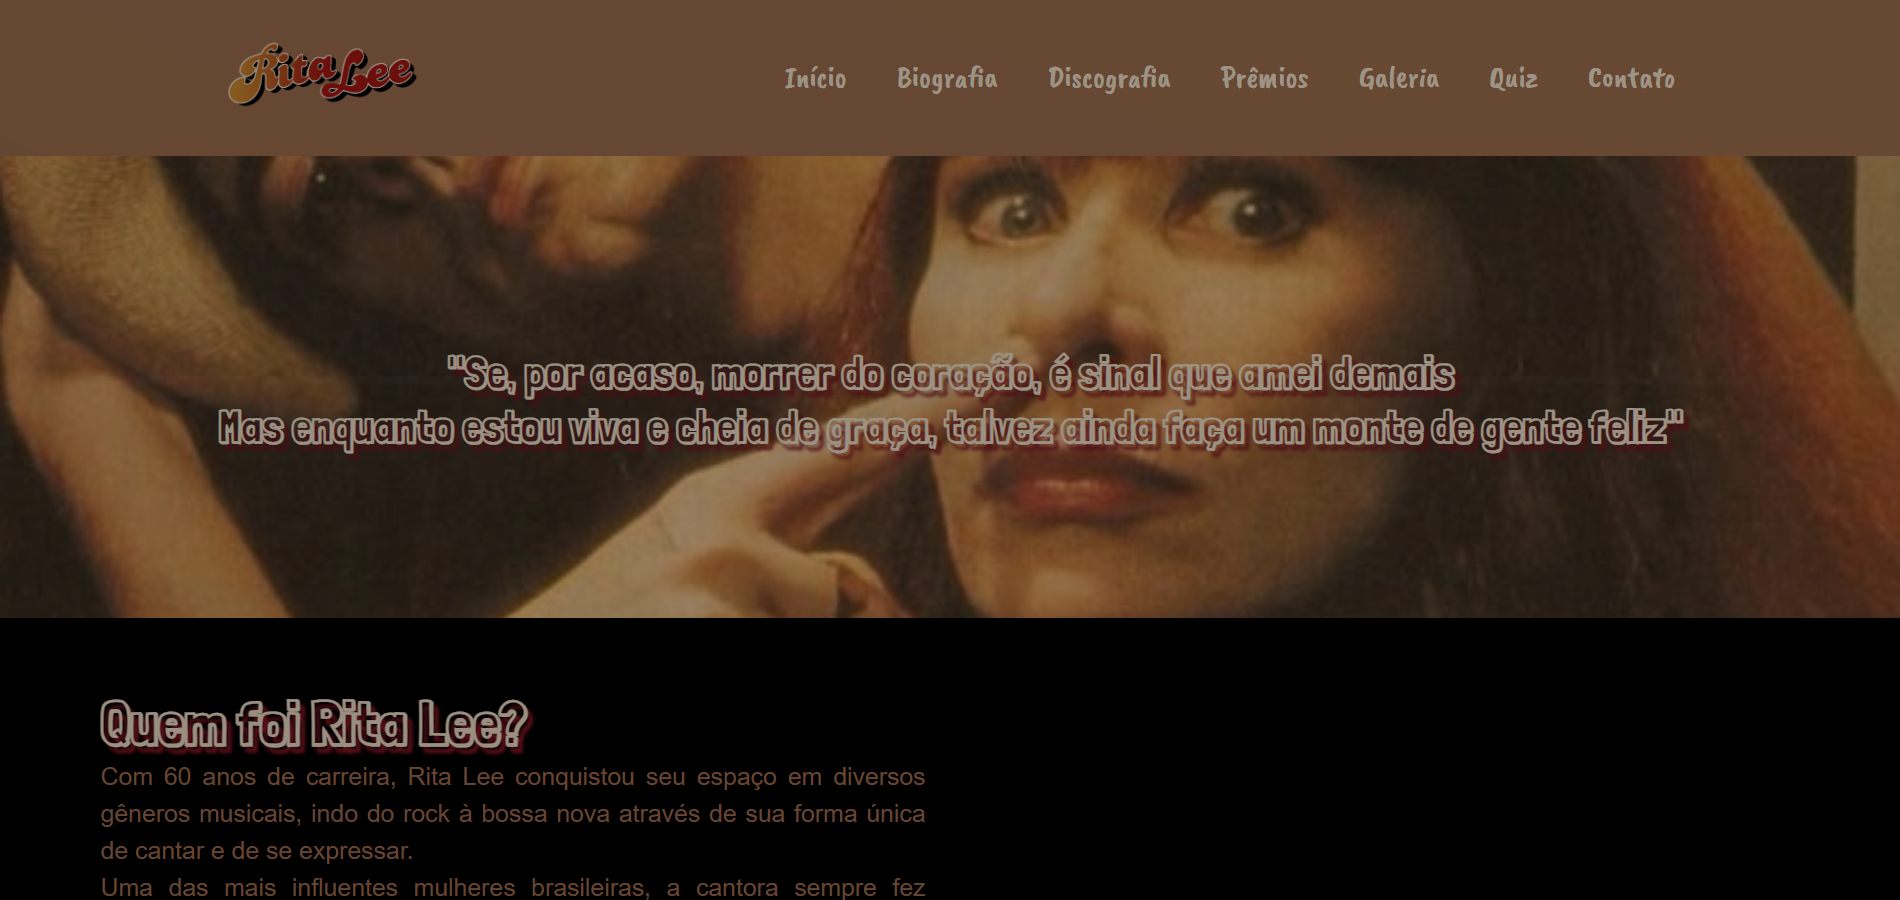 Rita Lee
Início Biografia Discografia Prêmios Galeria Quiz Contato
"Se, por acaso, morrer do coração, é sinal que amei demais
Mas enquanto estou viva e cheia de graça, talvez ainda faça um monte de gente feliz"
Quem foi Rita Lee?
Com 60 anos de carreira, Rita Lee conquistou seu espaço em diversos
gêneros musicais, indo do rock à bossa nova através de sua forma única
de cantar e de se expressar.
Uma das mais influentes mulheres brasileiras, a cantora sempre fez